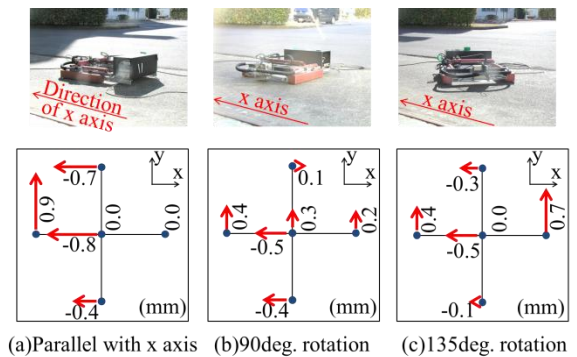 Direction
of x axis
x axis
x axis
y
x
-0.7
0.9
0.0
0.0
-0.8
-0.4
(mm)
y
x
0.1
0.4
0.3
0.2
-0.5
-0.4
(mm)
y
x
-0.3
0.4
0.0
0.7
-0.5
-0.1
(mm)
(a)Parallel with x axis (b)90deg. rotation (c)135deg. rotation